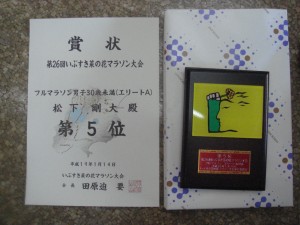 賞状
第26回いぶすき菜の花マラソン大会
フルマラソン男子30歳未満(エリートA)
松下剛大殿
第5位
平成19年1月14日
いぶすき菜の花マラソン大会
会長 田原迫要
第5位